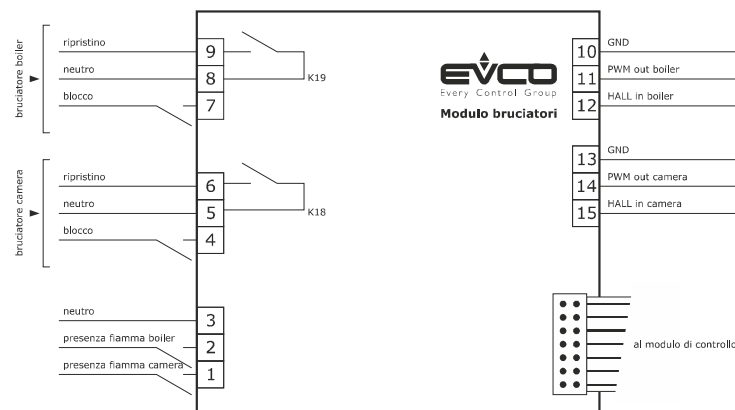 bruciatore boiler
ripristino
9
neutro
8
K19
blocco
7
bruciatore camera
ripristino
6
neutro
5
K18
blocco
4
neutro
3
presenza fiamma boiler
2
presenza fiamma camera
1
EVCO
Every Control Group
Modulo bruciatori
10
GND
11
PWM out boiler
12
HALL in boiler
13
GND
14
PWM out camera
15
HALL in camera
al modulo di controllo